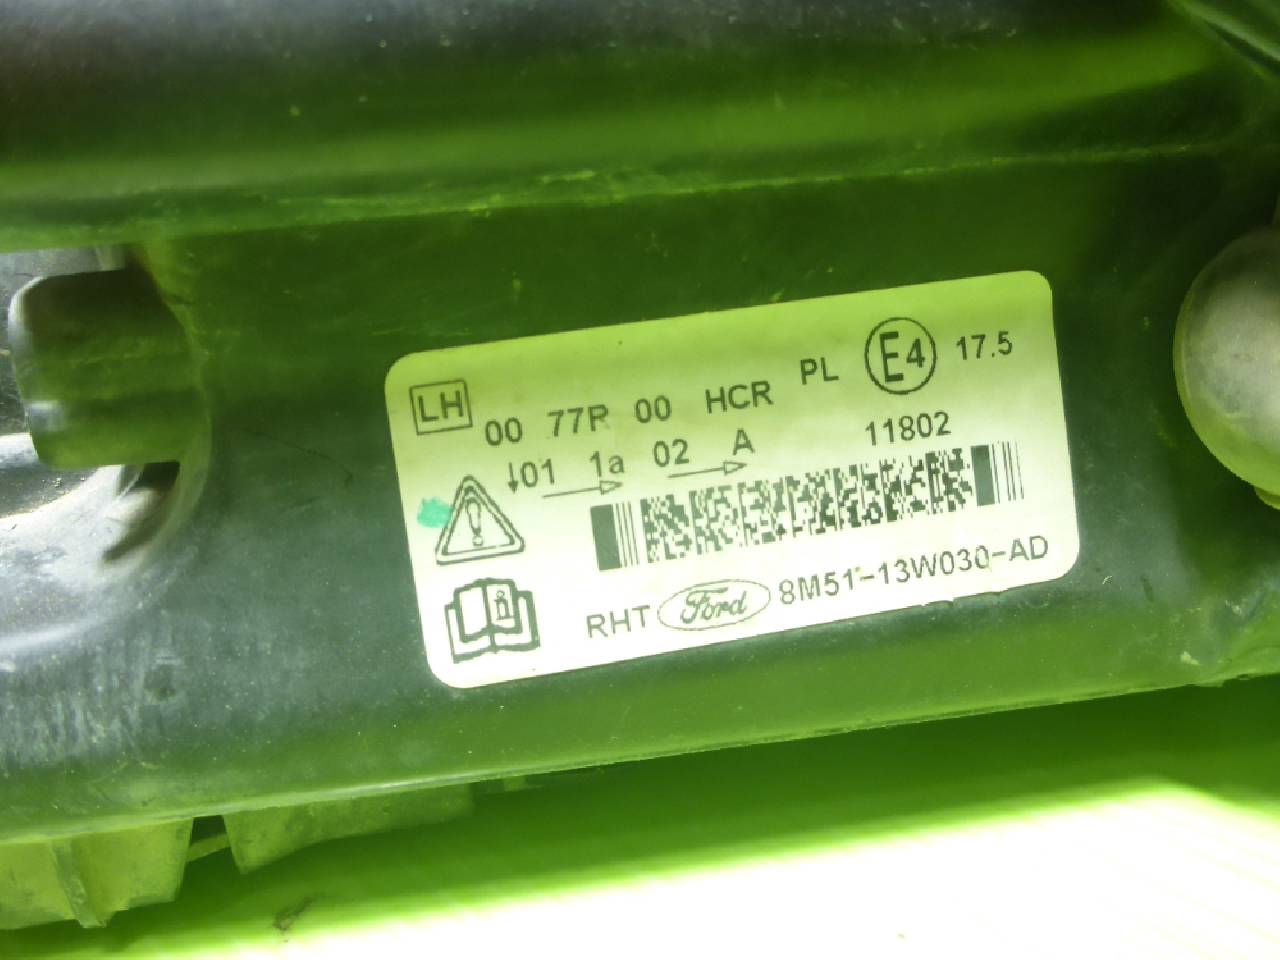 LH 00 77R 00 HCR PL E4 17.5
↓01 1a 02 A 11802
RHT Ford 8M51-13W030-AD